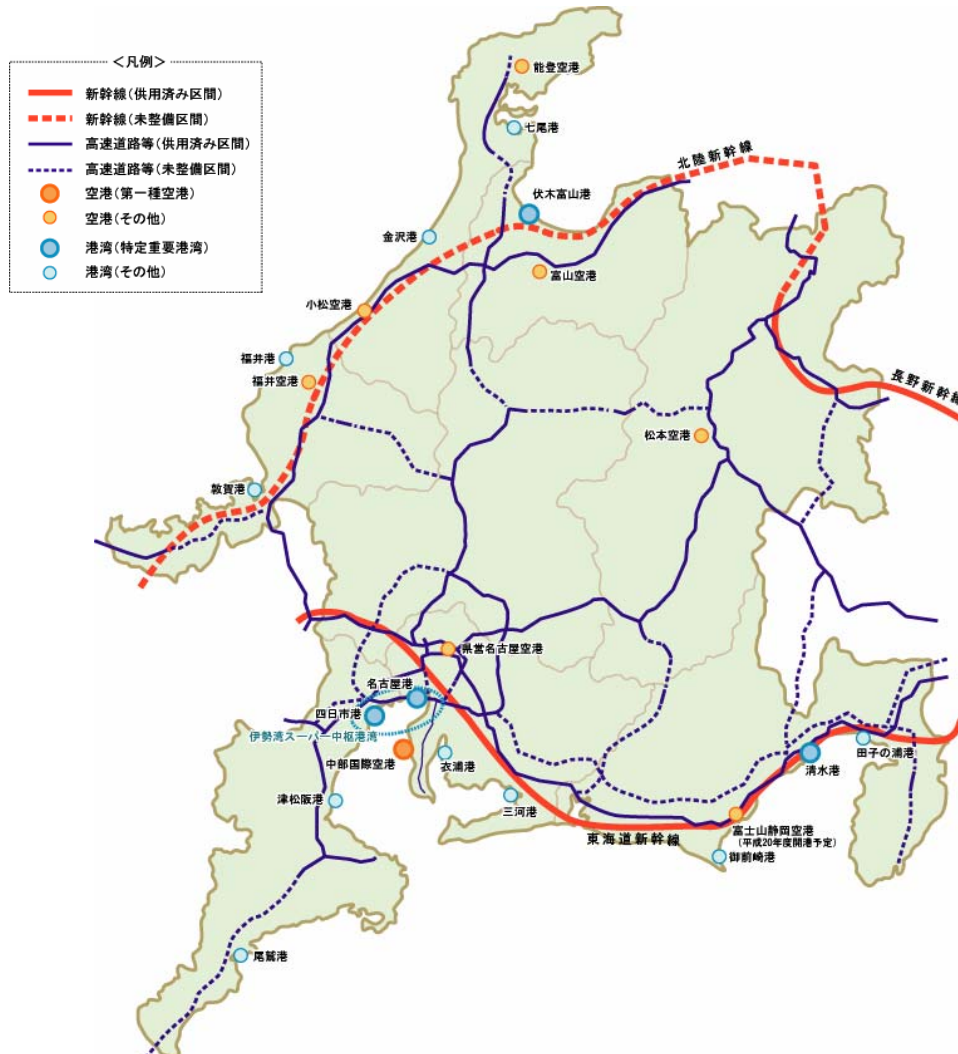 <凡例>
新幹線(供用済み区間)
新幹線(未整備区間)
高速道路等(供用済み区間)
高速道路等(未整備区間)
空港(第一種空港)
空港(その他)
港湾(特定重要港湾)
港湾(その他)
能登空港
七尾港
北陸新幹線
伏木富山港
金沢港
富山空港
小松空港
福井港
福井空港
長野新幹線
松本空港
敦賀港
県営名古屋空港
名古屋港
四日市港
伊勢湾スーパー中枢港湾
中部国際空港
衣浦港
田子の浦港
清水港
津松阪港
三河港
富士山静岡空港
(平成20年度開港予定)
東海道新幹線
御前崎港
尾鷲港